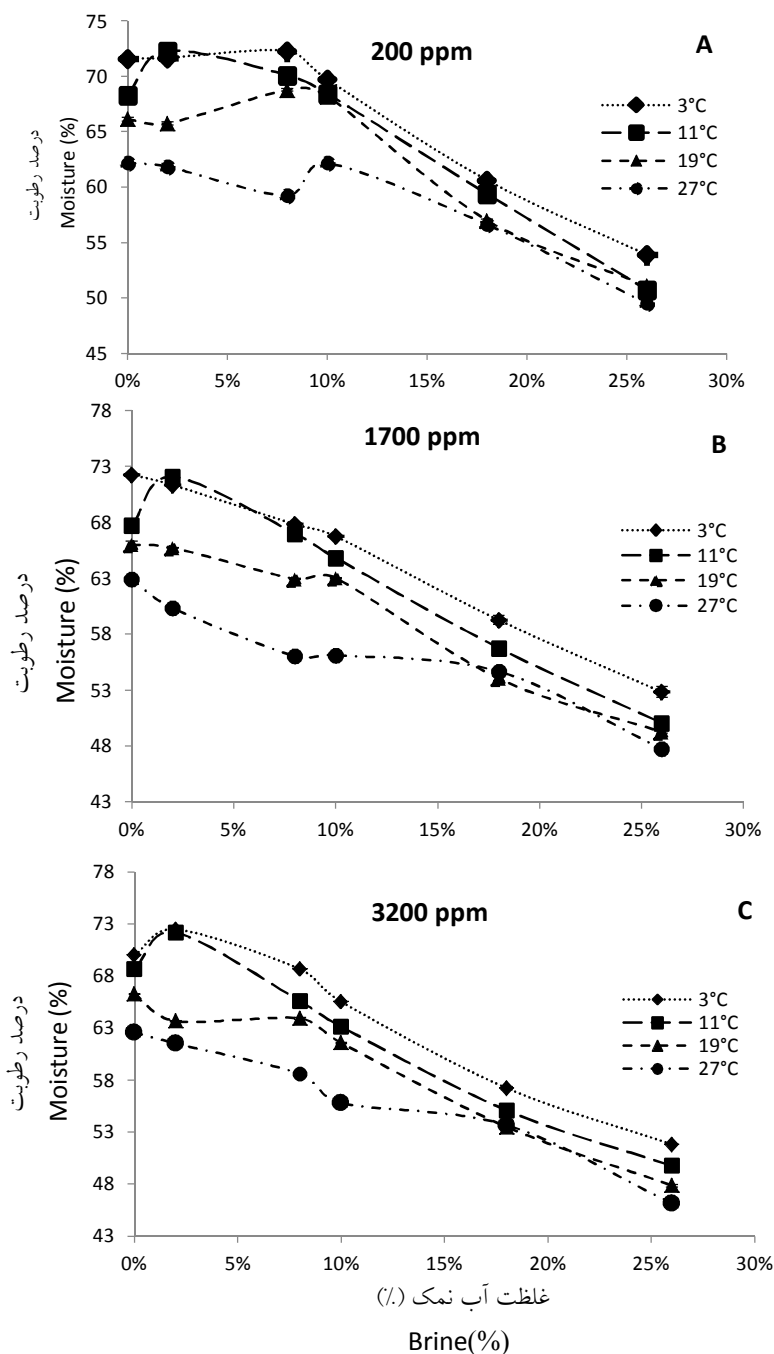 200 ppm
A
75
70
65
60
55
50
45
0%
5%
10%
15%
20%
25%
30%
درصد رطوبت
Moisture (%)
3°C
11°C
19°C
27°C
1700 ppm
B
78
73
68
63
58
53
48
43
0%
5%
10%
15%
20%
25%
30%
درصد رطوبت
Moisture (%)
3°C
11°C
19°C
27°C
3200 ppm
C
78
73
68
63
58
53
48
43
0%
5%
10%
15%
20%
25%
30%
درصد رطوبت
Moisture (%)
3°C
11°C
19°C
27°C
غلظت آب نمک (٪)
Brine(%)